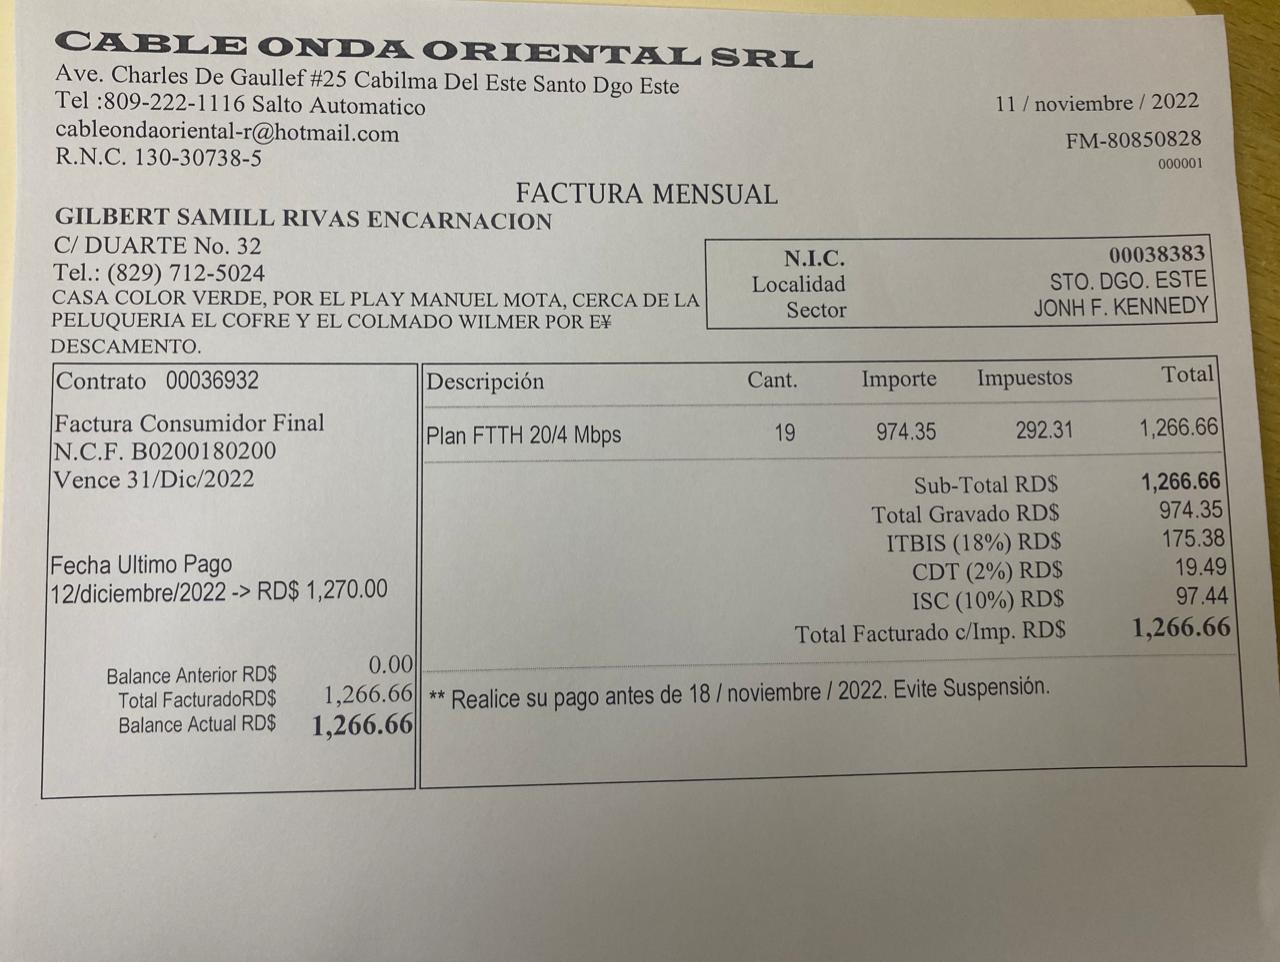 CABLE ONDA ORIENTAL SRL
Ave. Charles De Gaullef #25 Cabilma Del Este Santo Dgo Este
Tel :809-222-1116 Salto Automatico
cableondaoriental-r@hotmail.com
R.N.C. 130-30738-5
11 / noviembre / 2022
FM-80850828
000001
FACTURA MENSUAL
GILBERT SAMILL RIVAS ENCARNACION
C/ DUARTE No. 32
Tel.: (829) 712-5024
CASA COLOR VERDE, POR EL PLAY MANUEL MOTA, CERCA DE LA
PELUQUERIA EL COFRE Y EL COLMADO WILMER POR E¥
DESCAMENTO.
N.I.C. 00038383
Localidad STO. DGO. ESTE
Sector JONH F. KENNEDY
Contrato 00036932
Factura Consumidor Final
N.C.F. B0200180200
Vence 31/Dic/2022
Fecha Ultimo Pago
12/diciembre/2022 -> RD$ 1,270.00
Balance Anterior RD$ 0.00
Total FacturadoRD$ 1,266.66
Balance Actual RD$ 1,266.66
Descripción Cant. Importe Impuestos Total
Plan FTTH 20/4 Mbps 19 974.35 292.31 1,266.66
Sub-Total RD$ 1,266.66
Total Gravado RD$ 974.35
ITBIS (18%) RD$ 175.38
CDT (2%) RD$ 19.49
ISC (10%) RD$ 97.44
Total Facturado c/Imp. RD$ 1,266.66
** Realice su pago antes de 18 / noviembre / 2022. Evite Suspensión.